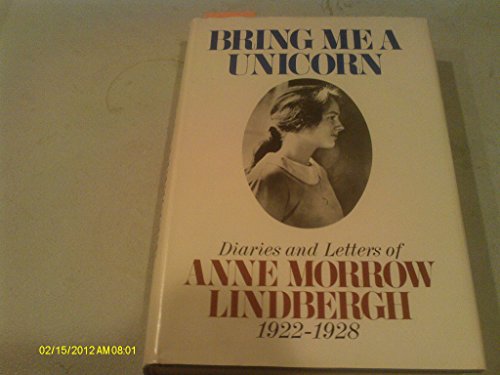 BRING ME A
UNICORN
Diaries and Letters of
ANNE MORROW
LINDBERGH
1922-1928
02/15/2012 AM 08:01